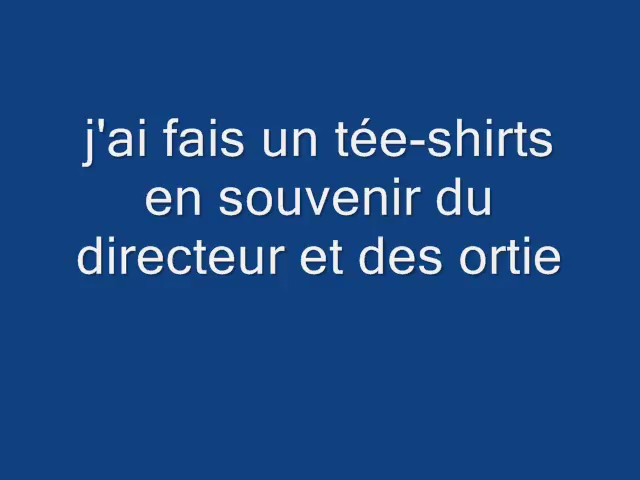 j'ai fais un tée-shirts
en souvenir du
directeur et des ortie